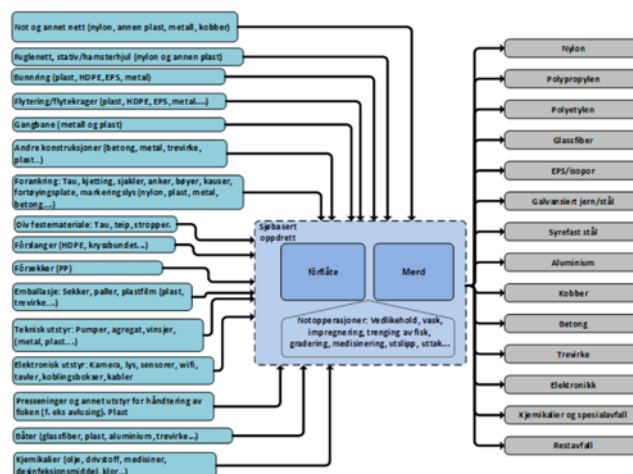 Not og annet nett (nylon, annen plast, metall, kobber)
Fuglenett, stativ/hamsterhjul (nylon og annen plast)
Bunnring (plast, HDPE, EPS, metal)
Flytering/flytekrager (plast, HDPE, EPS, metal....)
Gangbane (metall og plast)
Andre konstruksjoner (betong, metal, trevirke,
plast...)
Forankring: Tau, kjetting, sjakler, anker, bøyer, kauser,
fortøyingsplate, markeringslys (nylon, plast, metal,
betong....)
Div festemateriale: Tau, teip, stropper.
Fôrslanger (HDPE, kryssbundet...)
Fôrsekker (PP)
Emballasje: Sekker, paller, plastfilm (plast,
trevirke....)
Teknisk utstyr: Pumper, agregat, vinsjer,
(metal, plast....)
Elektronisk utstyr: Kamera, lys, sensorer, wifi,
tavler, koblingsbokser, kabler
Presseninger og annet utstyr for håndtering av
fisken (f. eks avlusing). Plast
Båter (glassfiber, plast, aluminium, trevirke...)
Kjemikalier (olje, drivstoff, medisiner,
desinfeksjonsmiddel, klor...)
Sjøbasert
oppdrett
fôrflåte
Merd
Notoperasjoner: Vedlikehold, vask,
impregnering, trenging av fisk,
gradering, medisinering, utslipp, uttak...
Nylon
Polypropylen
Polyetylen
Glassfiber
EPS/isopor
Galvansiert jern/stål
Syrefast stål
Aluminium
Kobber
Betong
Trevirke
Elektronikk
Kjemikalier og spesialavfall
Restavfall